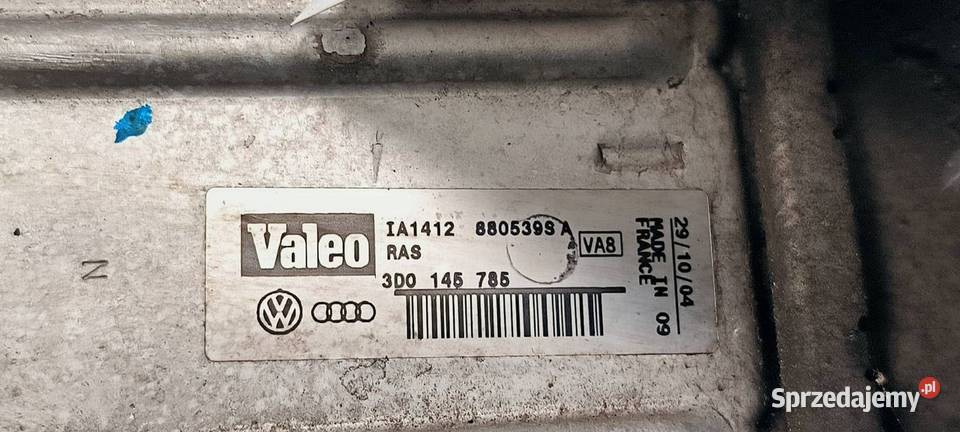 Valeo
IA1412 880539S A
RAS
VA8
3D0 145 785
29/10/04
MADE IN 09
FRANCE
N
Sprzedajemy.pl